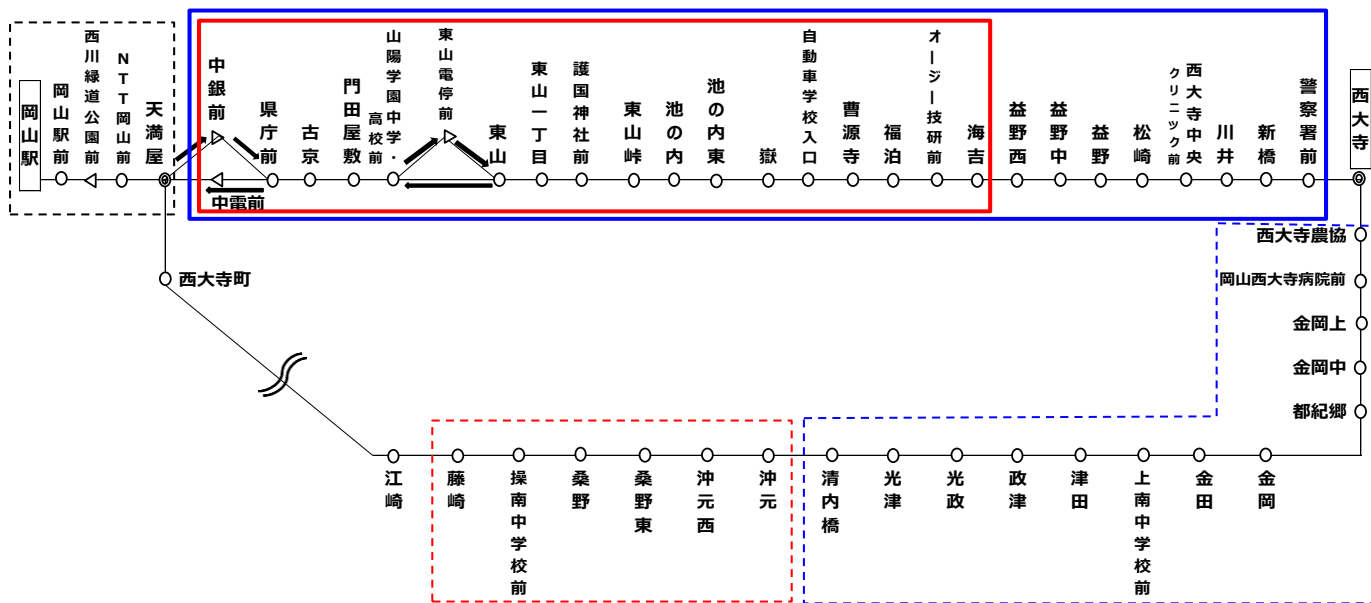 岡山駅
岡山駅前
西川緑道公園前
NTT岡山前
天満屋
中銀前
中電前
県庁前
古京
門田屋敷
山陽学園中学・
高校前
東山電停前
東山
東山一丁目
護国神社前
東山峠
池の内
池の内東
嶽
自動車学校入口
曹源寺
福泊
オージー技研前
海吉
益野西
益野中
益野
松崎
西大寺中央
クリニック前
川井
新橋
警察署前
西大寺
西大寺農協
岡山西大寺病院前
金岡上
金岡中
都紀郷
西大寺町
江崎
藤崎
操南中学校前
桑野
桑野東
沖元西
沖元
清内橋
光津
光政
政津
津田
上南中学校前
金田
金岡